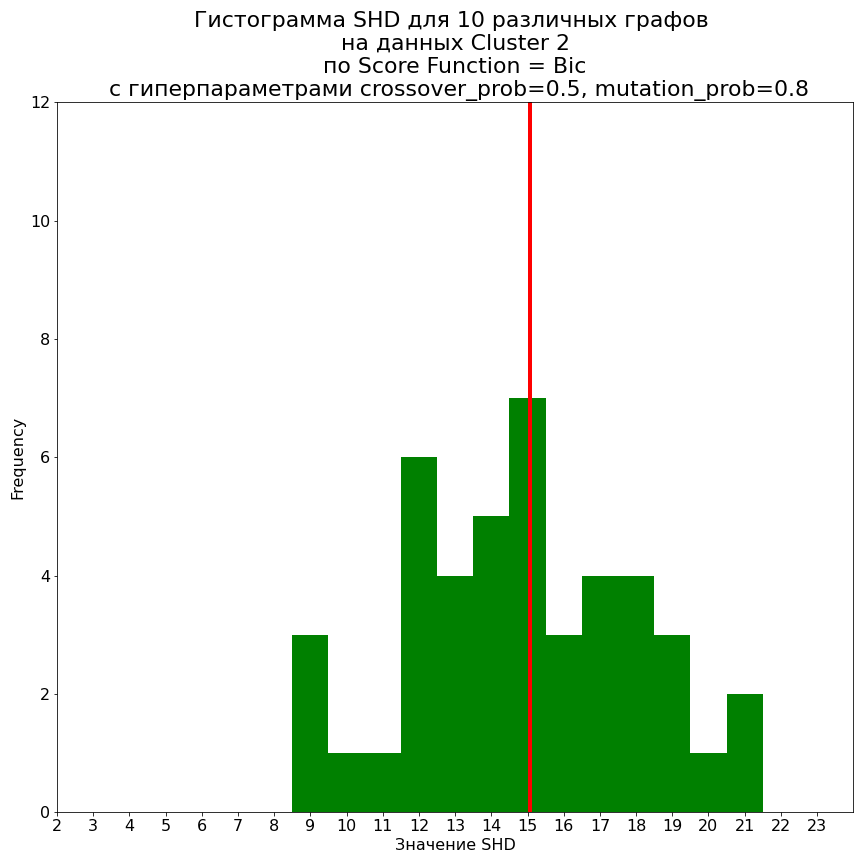 Гистограмма SHD для 10 различных графов
на данных Cluster 2
по Score Function = Bic
с гиперпараметрами crossover_prob=0.5, mutation_prob=0.8
12
10
8
6
4
2
0
Frequency
2 3 4 5 6 7 8 9 10 11 12 13 14 15 16 17 18 19 20 21 22 23
Значение SHD